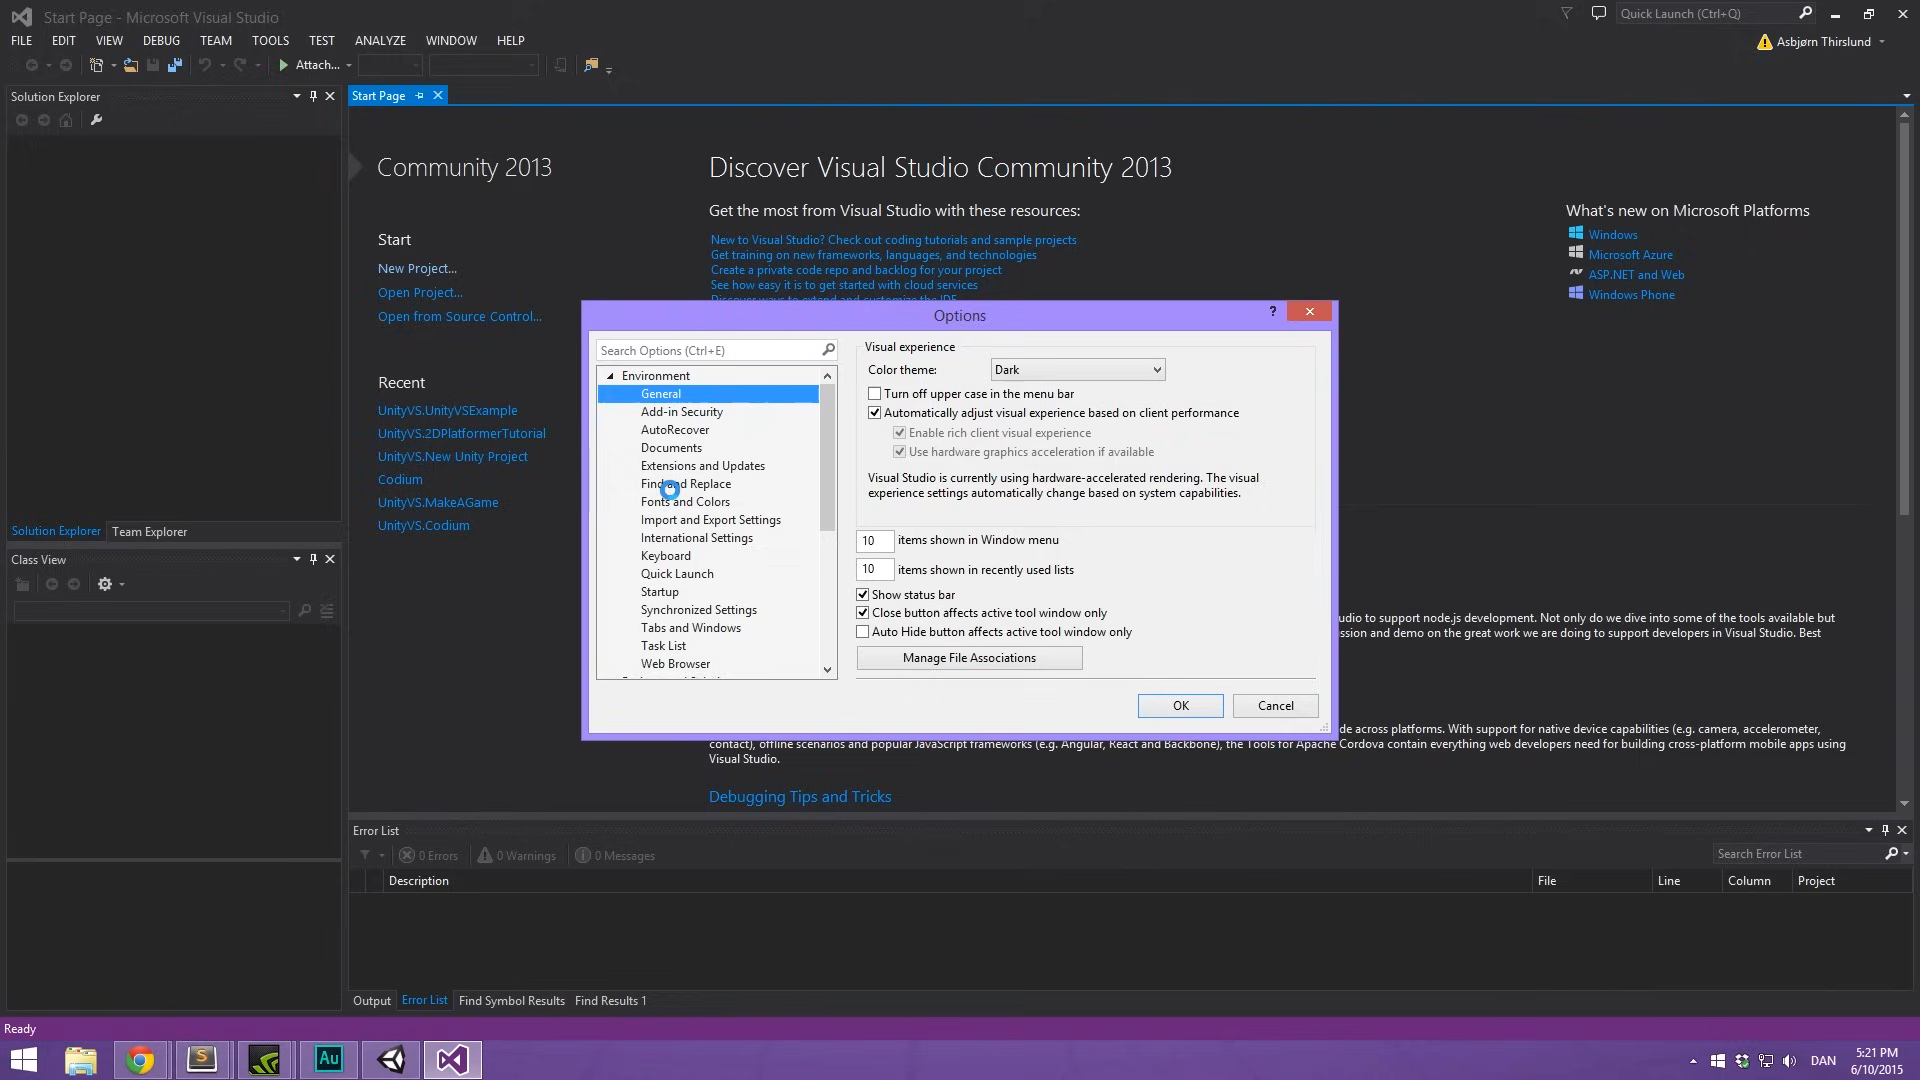 Start Page - Microsoft Visual Studio
Quick Launch (Ctrl+Q)
FILE EDIT VIEW DEBUG TEAM TOOLS TEST ANALYZE WINDOW HELP
Asbjørn Thirslund
Attach...
Solution Explorer
Start Page
Community 2013
Start
New Project...
Open Project...
Open from Source Control...
Recent
UnityVS.UnityVSExample
UnityVS.2DPlatformerTutorial
UnityVS.New Unity Project
Codium
UnityVS.MakeAGame
UnityVS.Codium
Discover Visual Studio Community 2013
Get the most from Visual Studio with these resources:
New to Visual Studio? Check out coding tutorials and sample projects
Get training on new frameworks, languages, and technologies
Create a private code repo and backlog for your project
See how easy it is to get started with cloud services
Discover ways to extend and customize the IDE
What's new on Microsoft Platforms
Windows
Microsoft Azure
ASP.NET and Web
Windows Phone
Options
?
Search Options (Ctrl+E)
Environment
General
Add-in Security
AutoRecover
Documents
Extensions and Updates
Find and Replace
Fonts and Colors
Import and Export Settings
International Settings
Keyboard
Quick Launch
Startup
Synchronized Settings
Tabs and Windows
Task List
Web Browser
Visual experience
Color theme: Dark
Turn off upper case in the menu bar
Automatically adjust visual experience based on client performance
Enable rich client visual experience
Use hardware graphics acceleration if available
Visual Studio is currently using hardware-accelerated rendering. The visual
experience settings automatically change based on system capabilities.
10 items shown in Window menu
10 items shown in recently used lists
Show status bar
Close button affects active tool window only
Auto Hide button affects active tool window only
Manage File Associations
OK Cancel
udio to support node.js development. Not only do we dive into some of the tools available but
ssion and demo on the great work we are doing to support developers in Visual Studio. Best
de across platforms. With support for native device capabilities (e.g. camera, accelerometer,
contact), offline scenarios and popular JavaScript frameworks (e.g. Angular, React and Backbone), the Tools for Apache Cordova contain everything web developers need for building cross-platform mobile apps using
Visual Studio.
Debugging Tips and Tricks
Solution Explorer Team Explorer
Class View
Error List
0 Errors 0 Warnings 0 Messages
Search Error List
Description File Line Column Project
Output Error List Find Symbol Results Find Results 1
Ready
S
Au
DAN
5:21 PM
6/10/2015